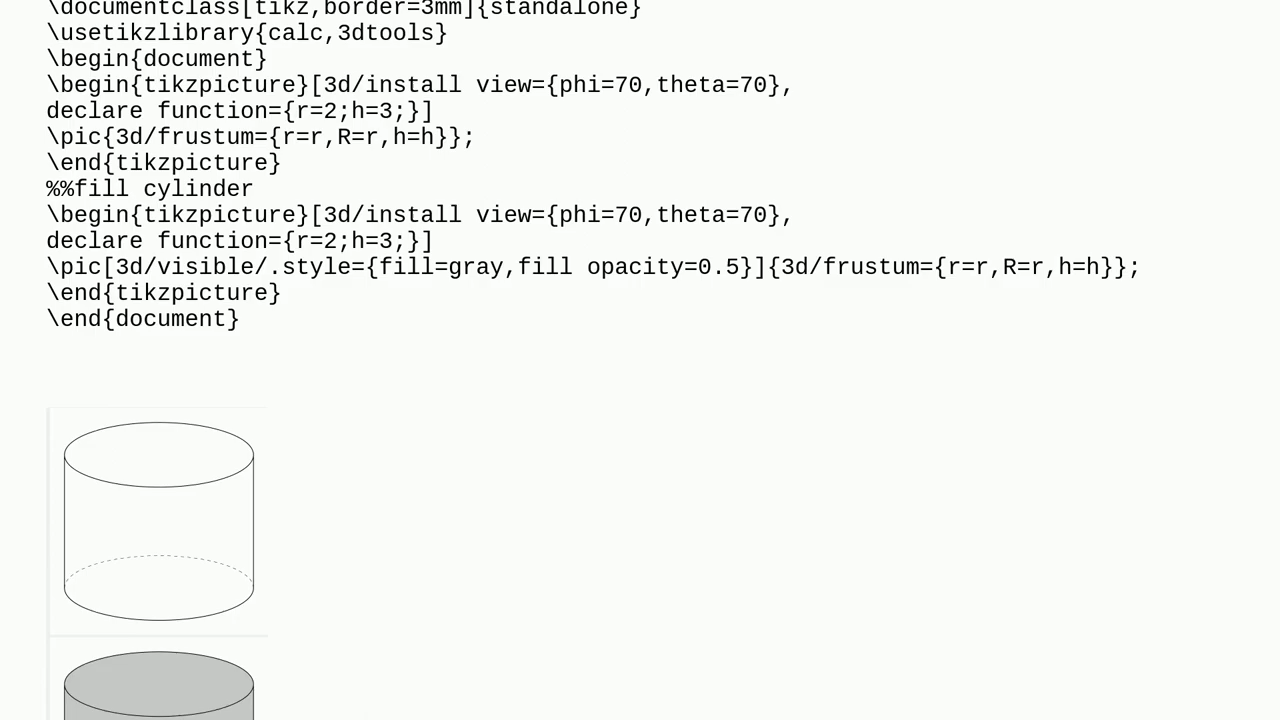 \documentclass[tikz,border=3mm]{standalone}
\usetikzlibrary{calc,3dtools}
\begin{document}
\begin{tikzpicture}[3d/install view={phi=70,theta=70},
declare function={r=2;h=3;}]
\pic{3d/frustum={r=r,R=r,h=h}};
\end{tikzpicture}
%%fill cylinder
\begin{tikzpicture}[3d/install view={phi=70,theta=70},
declare function={r=2;h=3;}]
\pic[3d/visible/.style={fill=gray,fill opacity=0.5}]{3d/frustum={r=r,R=r,h=h}};
\end{tikzpicture}
\end{document}